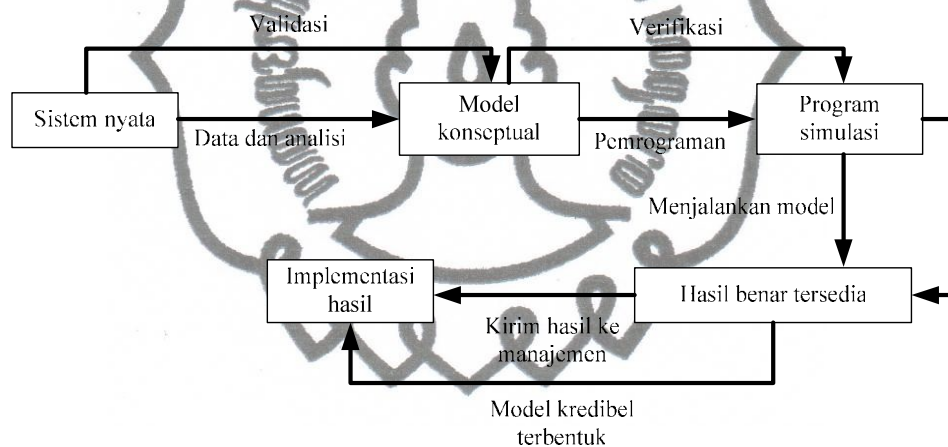 Validasi
Verifikasi
Sistem nyata
Data dan analisi
Model
konseptual
Pemrograman
Program
simulasi
Menjalankan model
Implementasi
hasil
Kirim hasil ke
manajemen
Hasil benar tersedia
Model kredibel
terbentuk